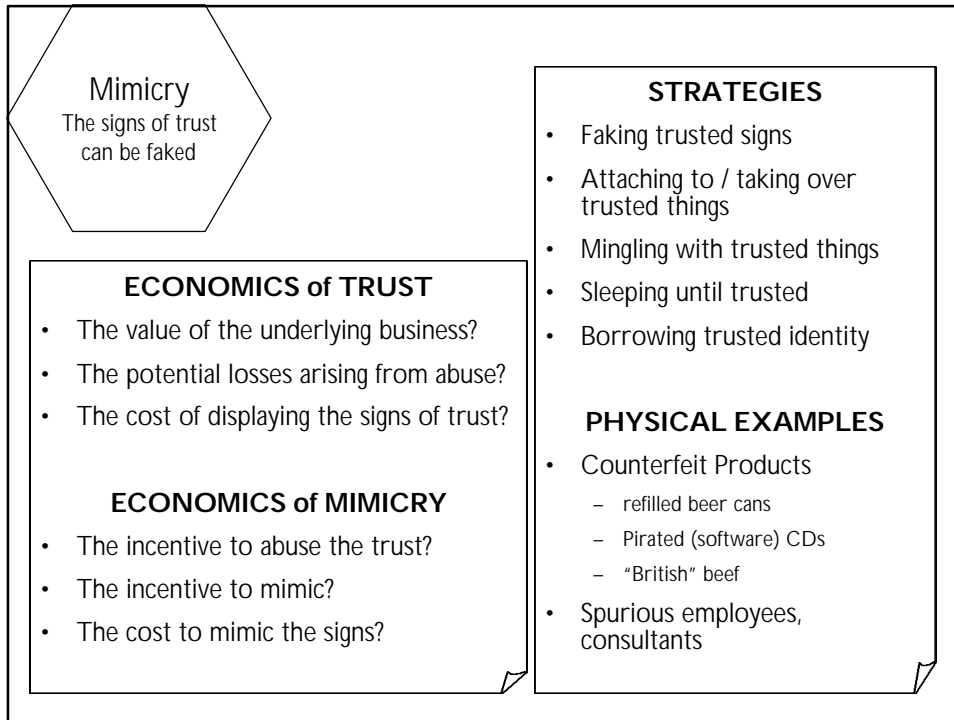 Mimicry
The signs of trust
can be faked
ECONOMICS of TRUST
• The value of the underlying business?
• The potential losses arising from abuse?
• The cost of displaying the signs of trust?
ECONOMICS of MIMICRY
• The incentive to abuse the trust?
• The incentive to mimic?
• The cost to mimic the signs?
STRATEGIES
• Faking trusted signs
• Attaching to / taking over
trusted things
• Mingling with trusted things
• Sleeping until trusted
• Borrowing trusted identity
PHYSICAL EXAMPLES
• Counterfeit Products
– refilled beer cans
– Pirated (software) CDs
– “British” beef
• Spurious employees,
consultants